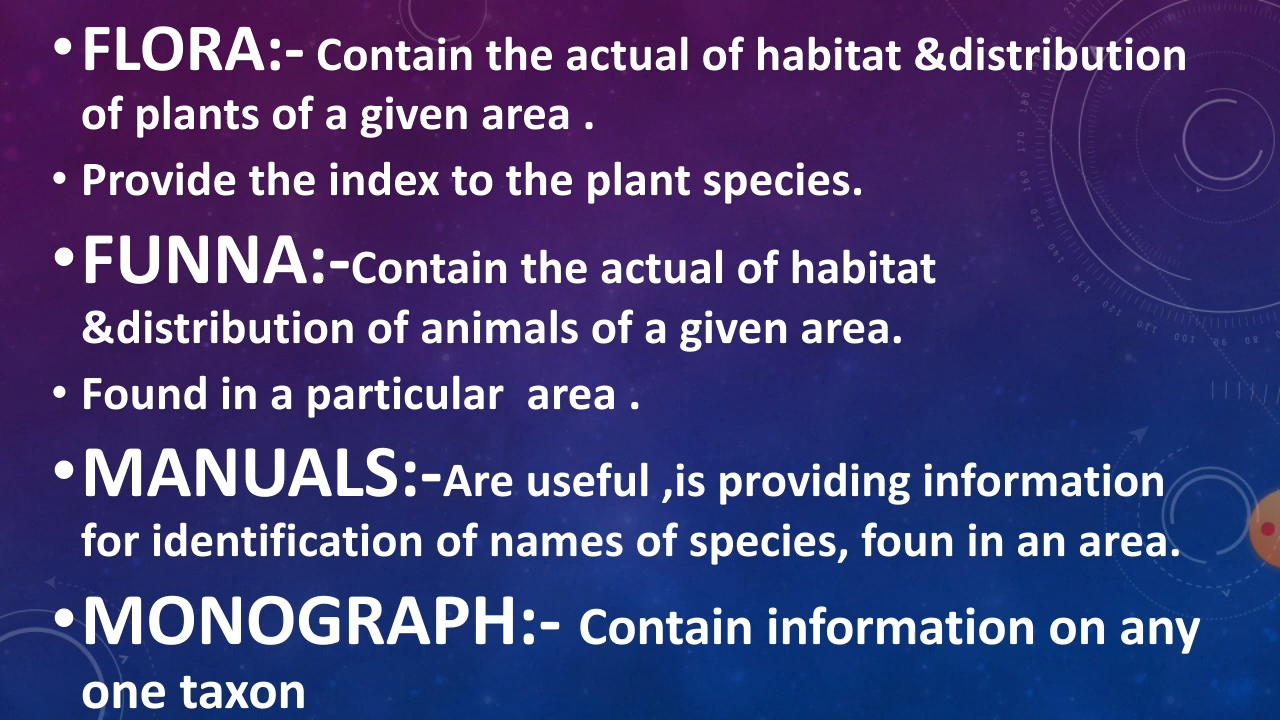 • FLORA:- Contain the actual of habitat &distribution
of plants of a given area .
• Provide the index to the plant species.
• FUNNA:-Contain the actual of habitat
&distribution of animals of a given area.
• Found in a particular  area .
• MANUALS:-Are useful ,is providing information
for identification of names of species, foun in an area.
• MONOGRAPH:- Contain information on any
one taxon